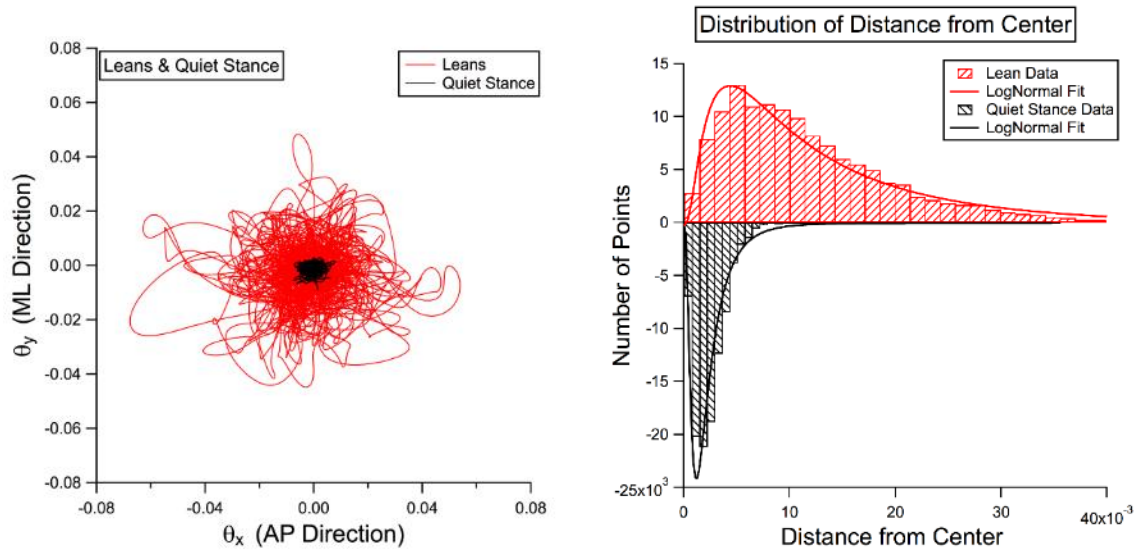 Leans & Quiet Stance
Leans
Quiet Stance
0.08
0.06
0.04
0.02
0.00
-0.02
-0.04
-0.06
-0.08
θy (ML Direction)
-0.08
-0.04
0.00
0.04
0.08
θx (AP Direction)
Distribution of Distance from Center
Lean Data
LogNormal Fit
Quiet Stance Data
LogNormal Fit
15
10
5
0
-5
-10
-15
-20
-25x10⁻³
Number of Points
0
10
20
30
40x10⁻³
Distance from Center